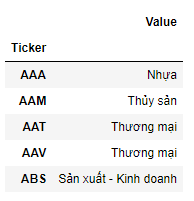 Value
Ticker
AAA Nhựa
AAM Thủy sản
AAT Thương mại
AAV Thương mại
ABS Sản xuất - Kinh doanh